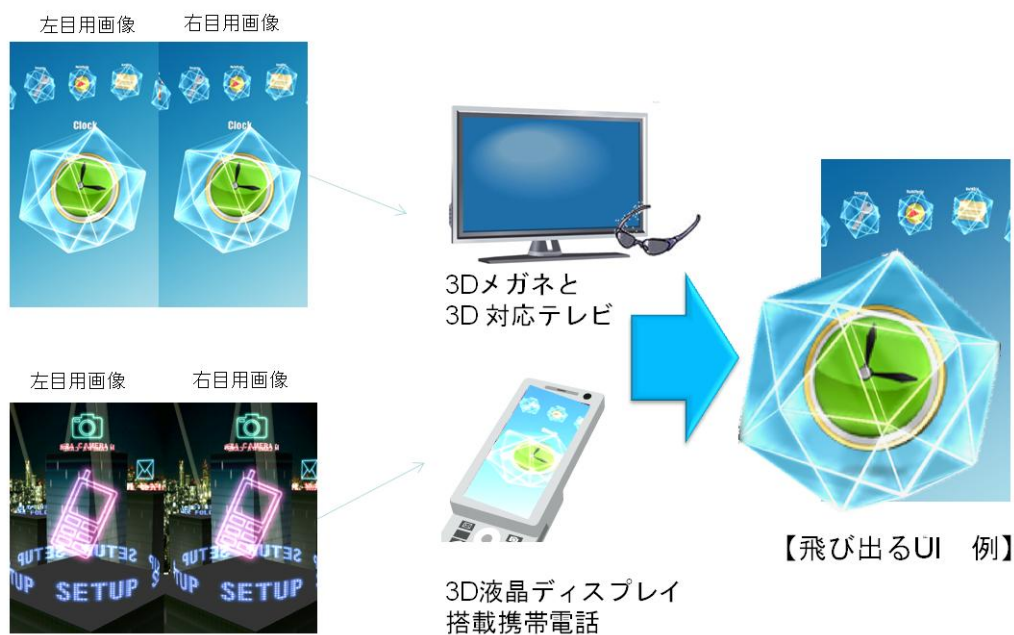 左目用画像
右目用画像
Clock
Clock
3Dメガネと
3D対応テレビ
左目用画像
右目用画像
SETUP
SETUP
SETUP
SETUP
3D液晶ディスプレイ
搭載携帯電話
【飛び出るUI　例】